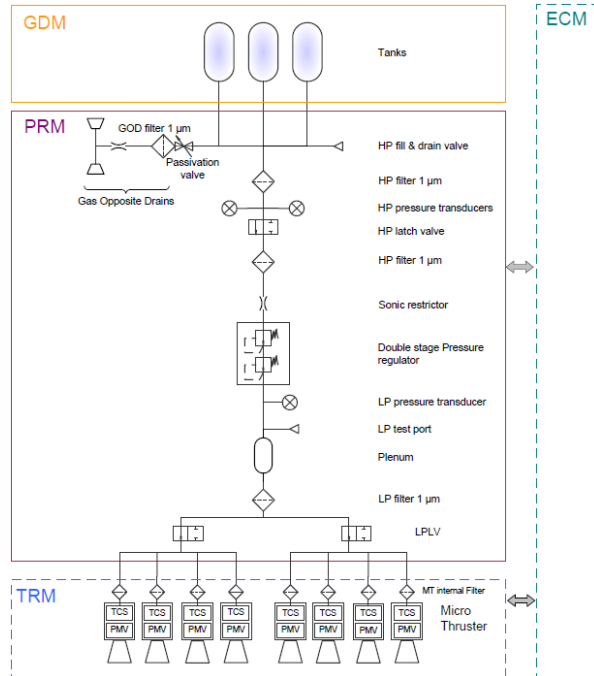 GDM
ECM
Tanks
PRM
GOD filter 1 µm
Passivation
valve
HP fill & drain valve
Gas Opposite Drains
HP filter 1 µm
HP pressure transducers
HP latch valve
HP filter 1 µm
Sonic restrictor
Double stage Pressure
regulator
LP pressure transducer
LP test port
Plenum
LP filter 1 µm
LPLV
TRM
MT internal Filter
TCS TCS TCS TCS TCS TCS TCS TCS
PMV PMV PMV PMV PMV PMV PMV PMV
Micro
Thruster